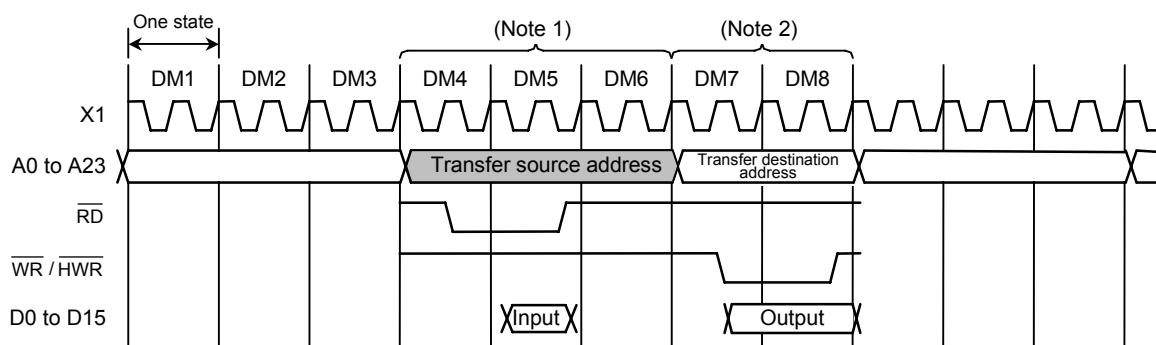 One state
(Note 1) (Note 2)
DM1 DM2 DM3 DM4 DM5 DM6 DM7 DM8
X1
A0 to A23 Transfer source address Transfer destination
address
RD
WR / HWR
D0 to D15 Input Output